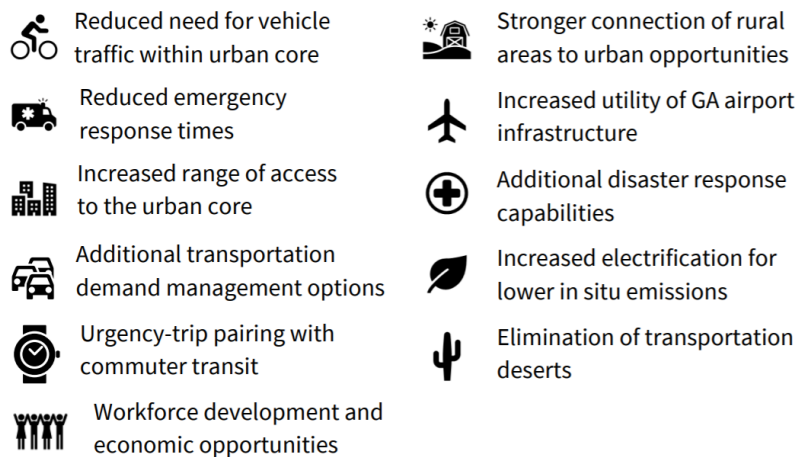 Reduced need for vehicle
traffic within urban core
Reduced emergency
response times
Increased range of access
to the urban core
Additional transportation
demand management options
Urgency-trip pairing with
commuter transit
Workforce development and
economic opportunities
Stronger connection of rural
areas to urban opportunities
Increased utility of GA airport
infrastructure
Additional disaster response
capabilities
Increased electrification for
lower in situ emissions
Elimination of transportation
deserts